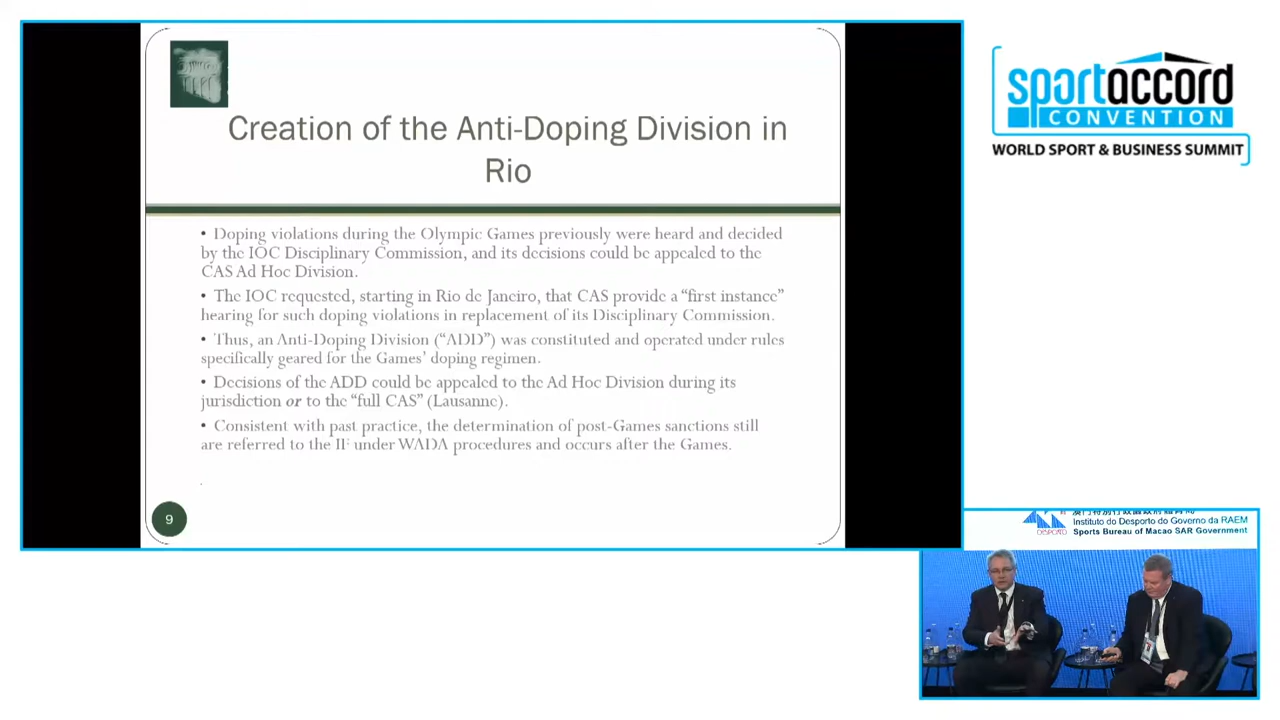 Creation of the Anti-Doping Division in
Rio
• Doping violations during the Olympic Games previously were heard and decided
by the IOC Disciplinary Commission, and its decisions could be appealed to the
CAS Ad Hoc Division.
• The IOC requested, starting in Rio de Janeiro, that CAS provide a “first instance”
hearing for such doping violations in replacement of its Disciplinary Commission.
• Thus, an Anti-Doping Division (“ADD”) was constituted and operated under rules
specifically geared for the Games’ doping regimen.
• Decisions of the ADD could be appealed to the Ad Hoc Division during its
jurisdiction or to the “full CAS” (Lausanne).
• Consistent with past practice, the determination of post-Games sanctions still
are referred to the IF under WADA procedures and occurs after the Games.
9
sportaccord
CONVENTION
WORLD SPORT & BUSINESS SUMMIT
Instituto do Desporto do Governo da RAEM
DESPORTO
Sports Bureau of Macao SAR Government